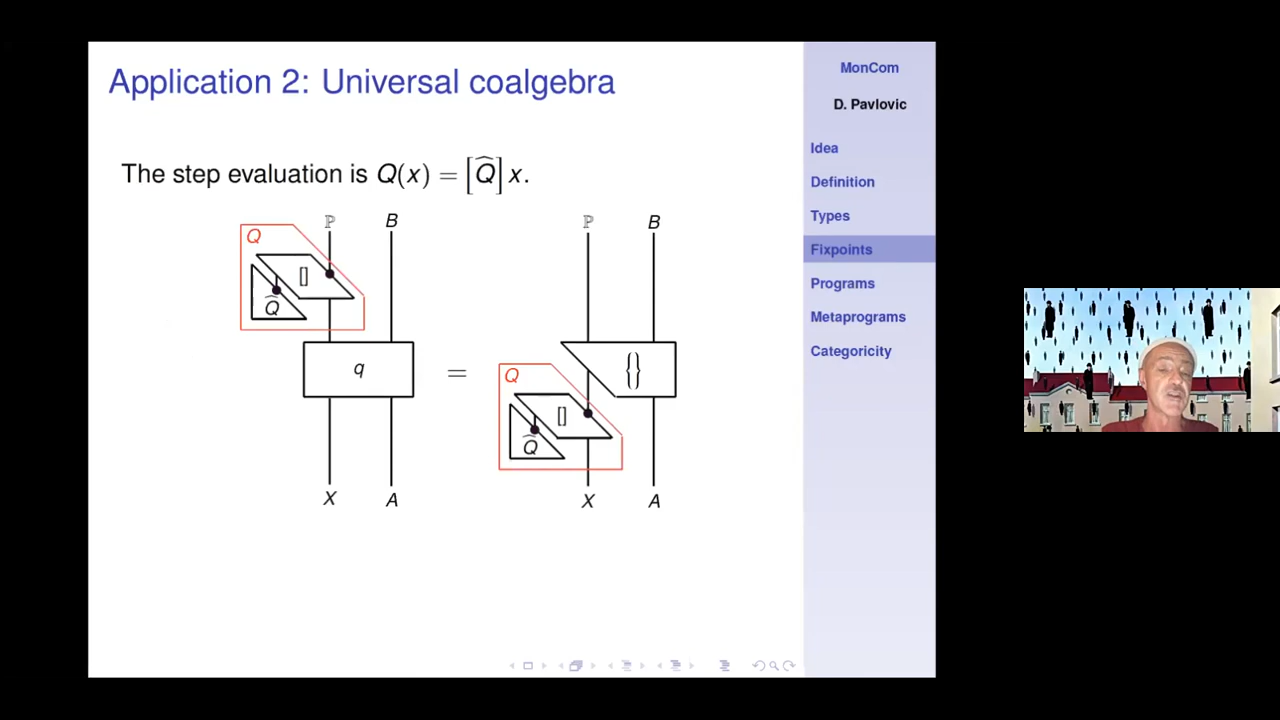 Application 2: Universal coalgebra
The step evaluation is Q(x) = [Q̂] x.
ℙ B
Q
[]
Q̂
q
X A
=
ℙ B
{}
Q
[]
Q̂
X A
MonCom
D. Pavlovic
Idea
Definition
Types
Fixpoints
Programs
Metaprograms
Categoricity